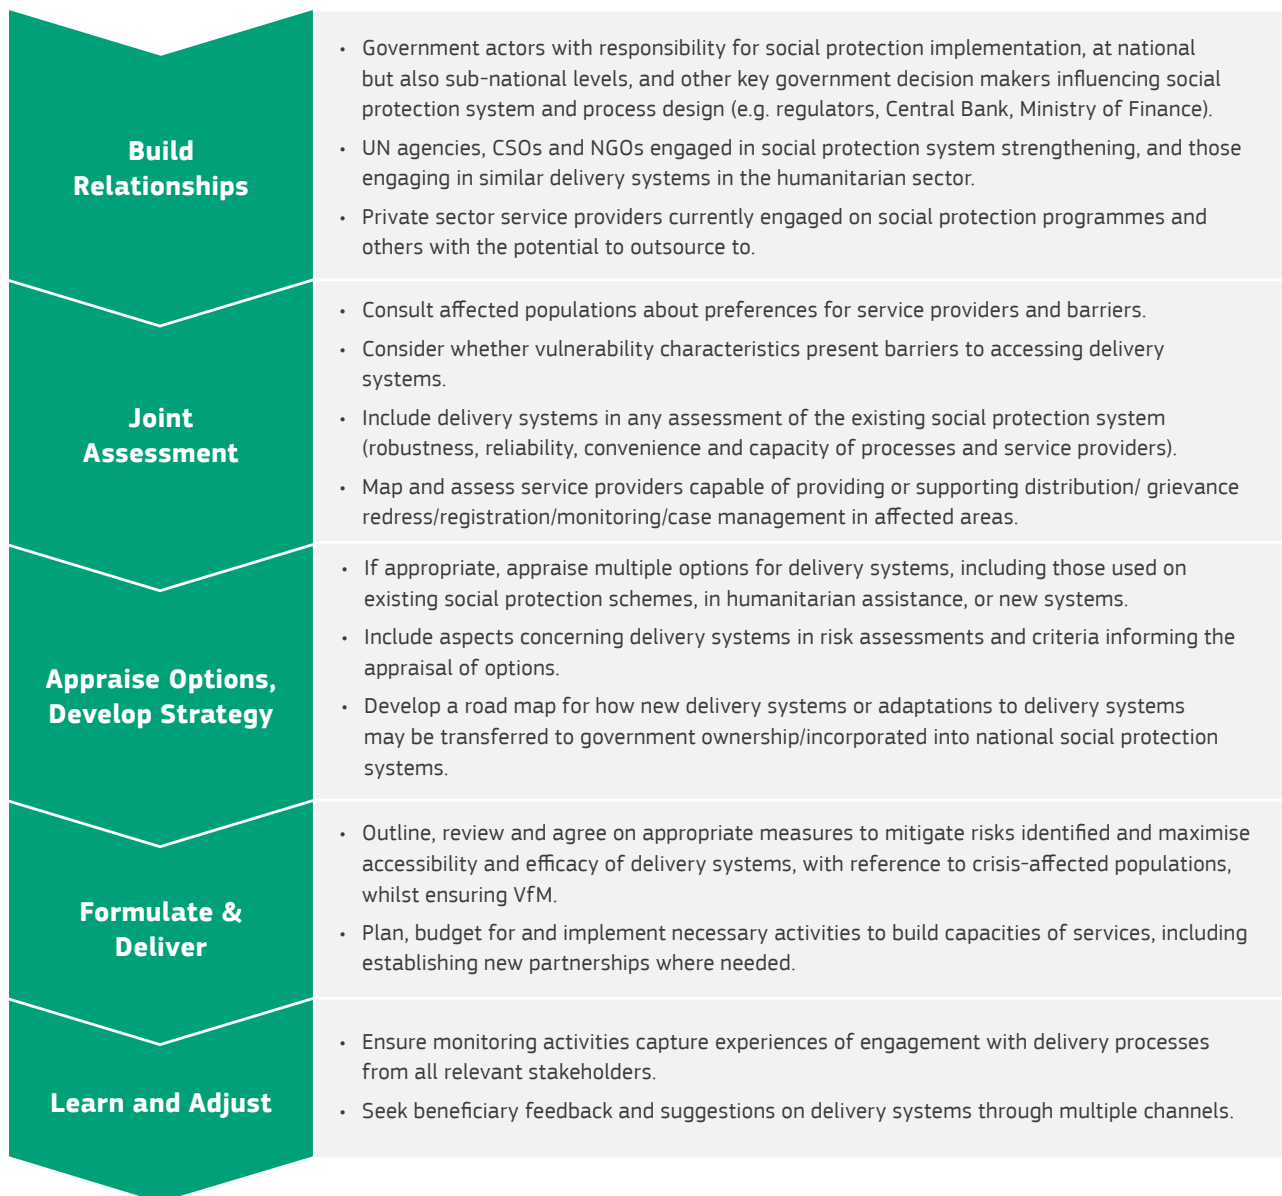 Build
Relationships
• Government actors with responsibility for social protection implementation, at national
but also sub-national levels, and other key government decision makers influencing social
protection system and process design (e.g. regulators, Central Bank, Ministry of Finance).
• UN agencies, CSOs and NGOs engaged in social protection system strengthening, and those
engaging in similar delivery systems in the humanitarian sector.
• Private sector service providers currently engaged on social protection programmes and
others with the potential to outsource to.
Joint
Assessment
• Consult affected populations about preferences for service providers and barriers.
• Consider whether vulnerability characteristics present barriers to accessing delivery
systems.
• Include delivery systems in any assessment of the existing social protection system
(robustness, reliability, convenience and capacity of processes and service providers).
• Map and assess service providers capable of providing or supporting distribution/ grievance
redress/registration/monitoring/case management in affected areas.
Appraise Options,
Develop Strategy
• If appropriate, appraise multiple options for delivery systems, including those used on
existing social protection schemes, in humanitarian assistance, or new systems.
• Include aspects concerning delivery systems in risk assessments and criteria informing the
appraisal of options.
• Develop a road map for how new delivery systems or adaptations to delivery systems
may be transferred to government ownership/incorporated into national social protection
systems.
Formulate &
Deliver
• Outline, review and agree on appropriate measures to mitigate risks identified and maximise
accessibility and efficacy of delivery systems, with reference to crisis-affected populations,
whilst ensuring VfM.
• Plan, budget for and implement necessary activities to build capacities of services, including
establishing new partnerships where needed.
Learn and Adjust
• Ensure monitoring activities capture experiences of engagement with delivery processes
from all relevant stakeholders.
• Seek beneficiary feedback and suggestions on delivery systems through multiple channels.